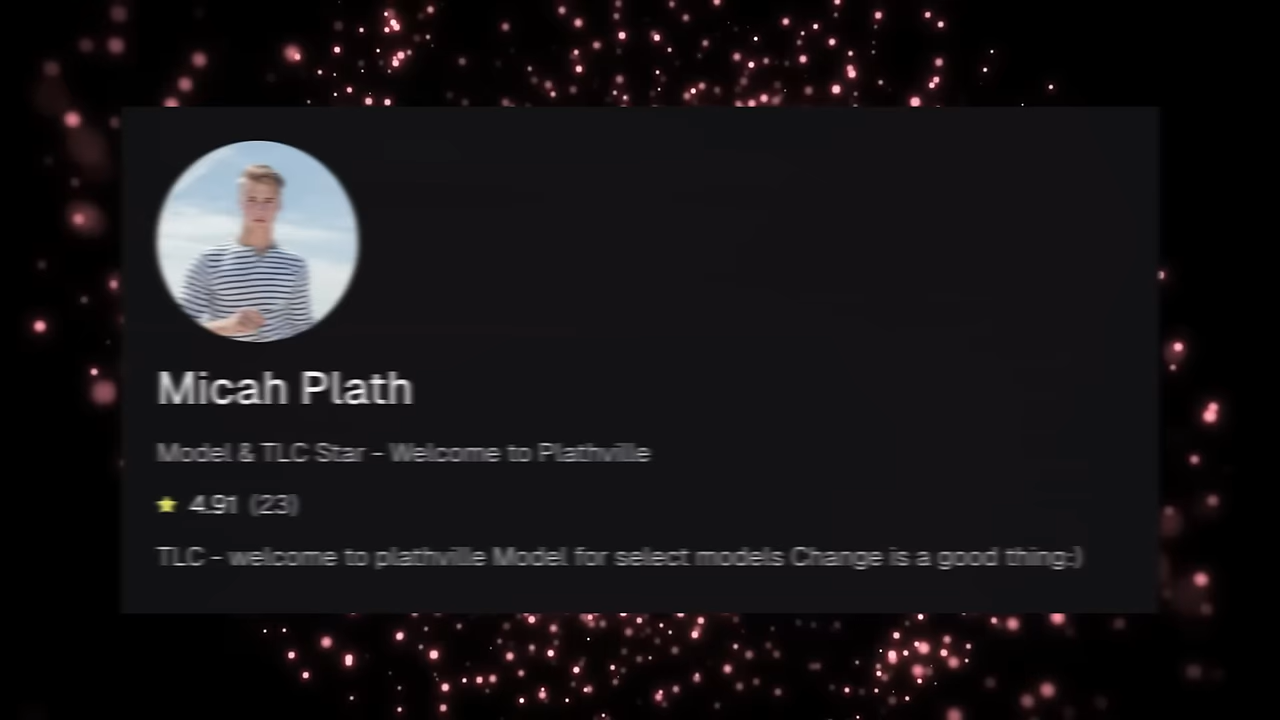 Micah Plath
Model & TLC Star - Welcome to Plathville
★ 4.91 (23)
TLC - welcome to plathville Model for select models Change is a good thing:)